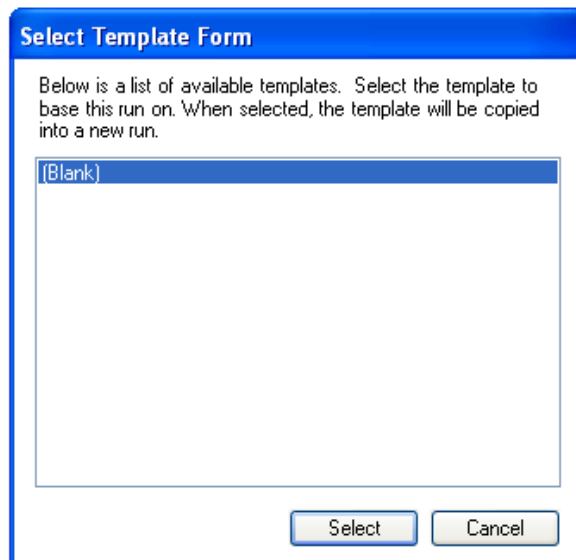 Select Template Form
Below is a list of available templates. Select the template to
base this run on. When selected, the template will be copied
into a new run.
(Blank)
Select Cancel